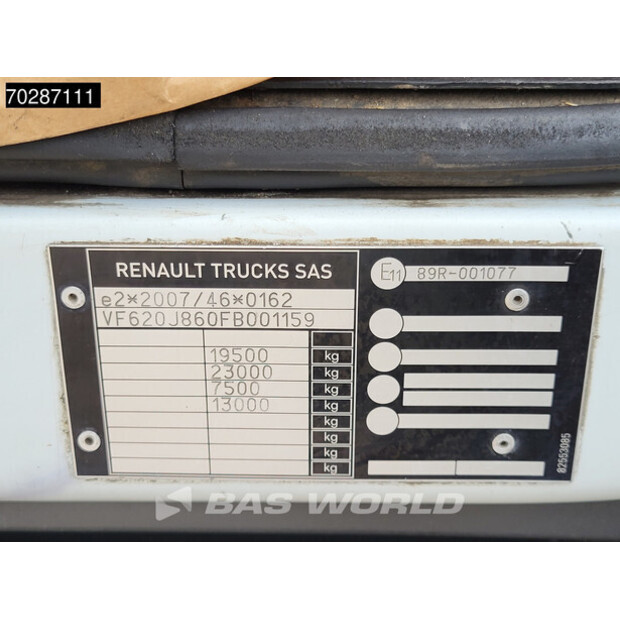 70287111
RENAULT TRUCKS SAS
e2*2007/46*0162
VF620J860FB001159
19500 kg
23000 kg
7500 kg
13000 kg
kg
kg
kg
kg
E11 89R-001077
82553085
BAS WORLD